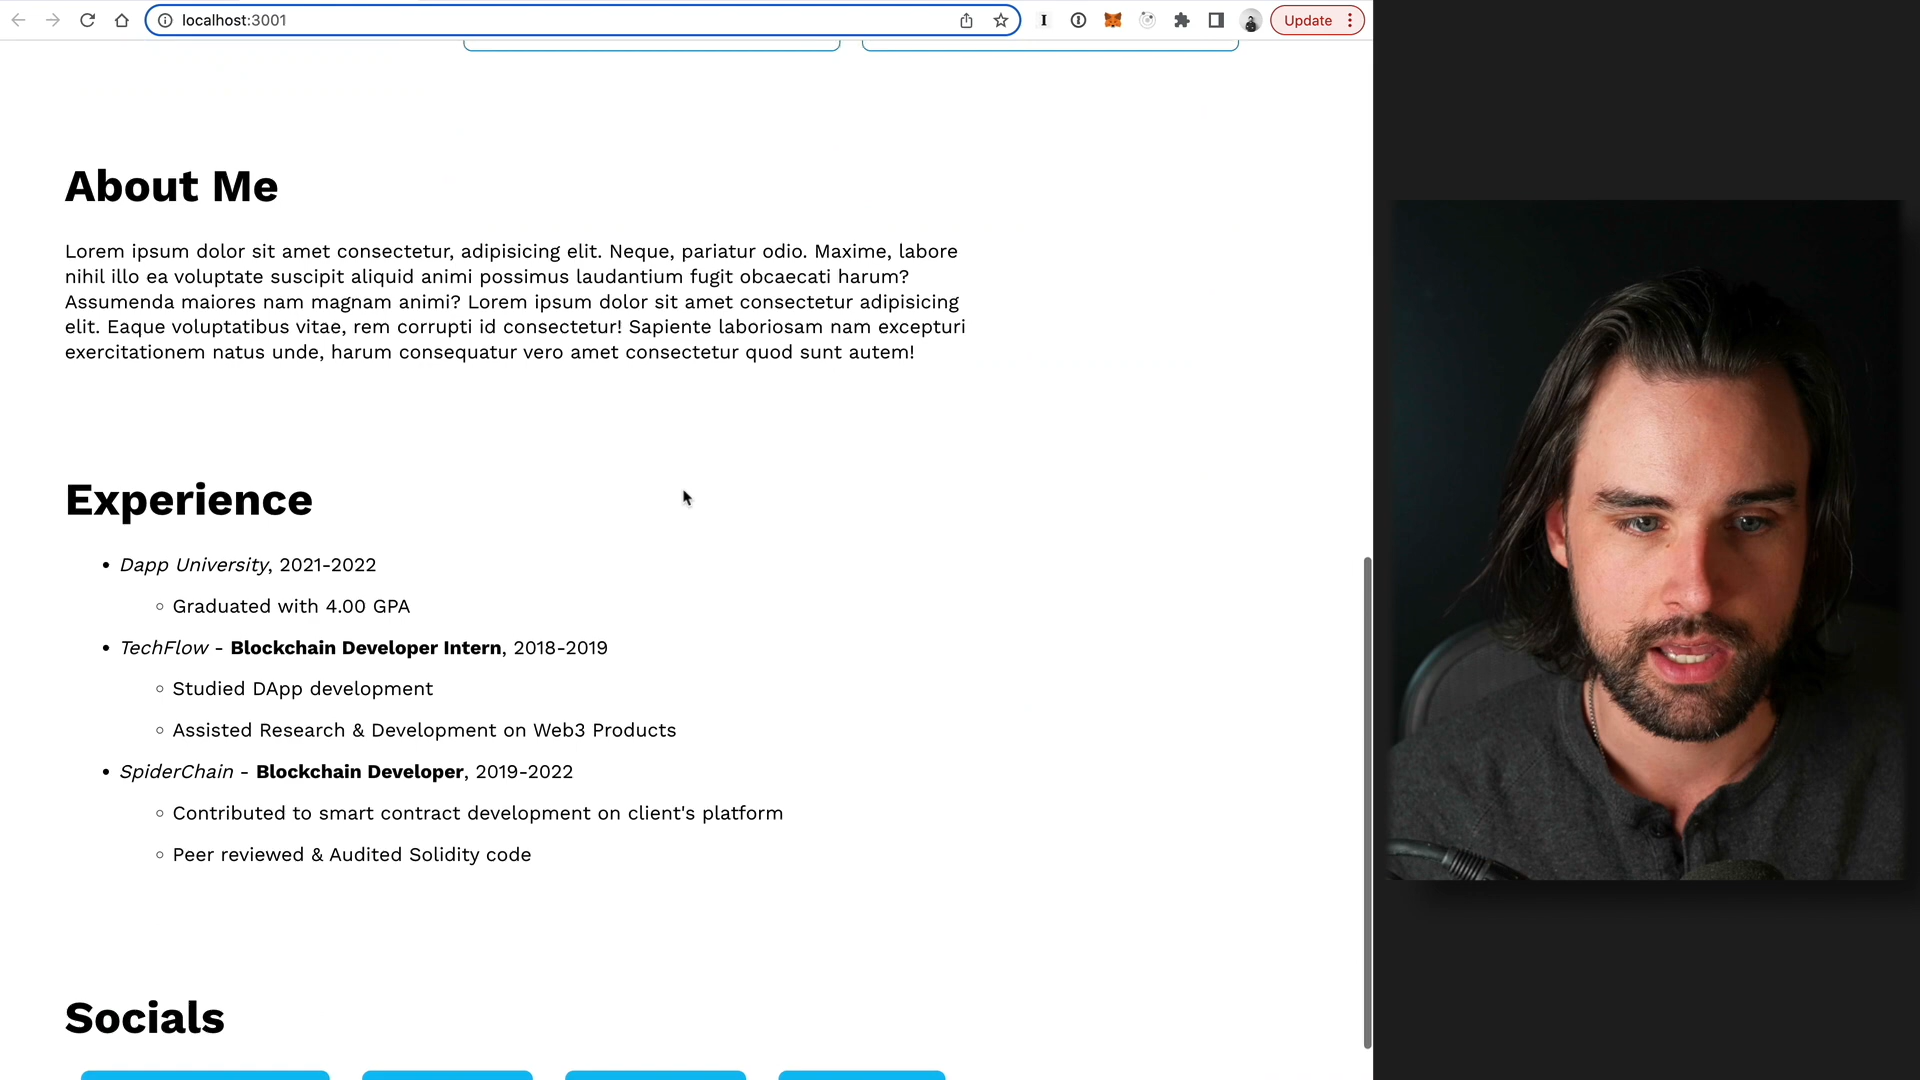 localhost:3001
Update
About Me
Lorem ipsum dolor sit amet consectetur, adipisicing elit. Neque, pariatur odio. Maxime, labore
nihil illo ea voluptate suscipit aliquid animi possimus laudantium fugit obcaecati harum?
Assumenda maiores nam magnam animi? Lorem ipsum dolor sit amet consectetur adipisicing
elit. Eaque voluptatibus vitae, rem corrupti id consectetur! Sapiente laboriosam nam excepturi
exercitationem natus unde, harum consequatur vero amet consectetur quod sunt autem!
Experience
• Dapp University, 2021-2022
◦ Graduated with 4.00 GPA
• TechFlow - Blockchain Developer Intern, 2018-2019
◦ Studied DApp development
◦ Assisted Research & Development on Web3 Products
• SpiderChain - Blockchain Developer, 2019-2022
◦ Contributed to smart contract development on client's platform
◦ Peer reviewed & Audited Solidity code
Socials